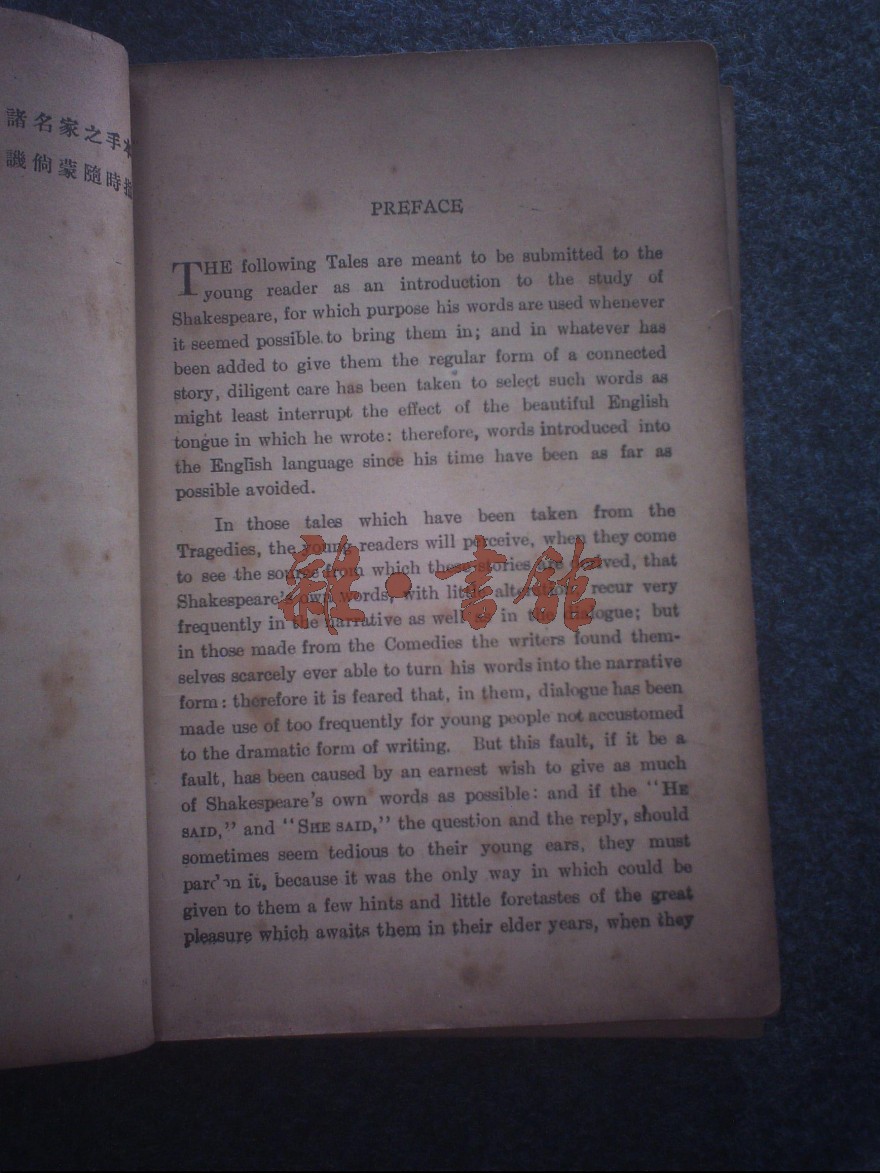 諸名家之手
譏倘蒙隨時
PREFACE
THE following Tales are meant to be submitted to the
young reader as an introduction to the study of
Shakespeare, for which purpose his words are used whenever
it seemed possible to bring them in; and in whatever has
been added to give them the regular form of a connected
story, diligent care has been taken to select such words as
might least interrupt the effect of the beautiful English
tongue in which he wrote: therefore, words introduced into
the English language since his time have been as far as
possible avoided.
In those tales which have been taken from the
Tragedies, the young readers will perceive, when they come
to see the source from which these stories are derived, that
Shakespeare's own words, with little alteration, recur very
frequently in the narrative as well as in the dialogue; but
in those made from the Comedies the writers found them-
selves scarcely ever able to turn his words into the narrative
form: therefore it is feared that, in them, dialogue has been
made use of too frequently for young people not accustomed
to the dramatic form of writing. But this fault, if it be a
fault, has been caused by an earnest wish to give as much
of Shakespeare's own words as possible: and if the "HE
SAID," and "SHE SAID," the question and the reply, should
sometimes seem tedious to their young ears, they must
pardon it, because it was the only way in which could be
given to them a few hints and little foretastes of the great
pleasure which awaits them in their elder years, when they
雜·書館